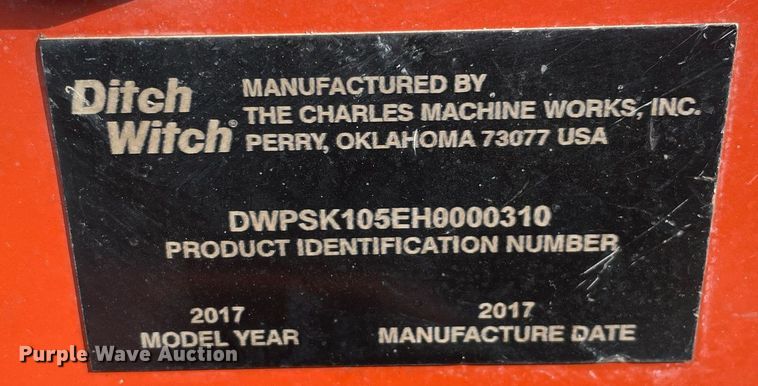 Ditch
Witch®
MANUFACTURED BY
THE CHARLES MACHINE WORKS, INC.
PERRY, OKLAHOMA 73077 USA
DWPSK105EH0000310
PRODUCT IDENTIFICATION NUMBER
2017
MODEL YEAR
2017
MANUFACTURE DATE
Purple Wave Auction